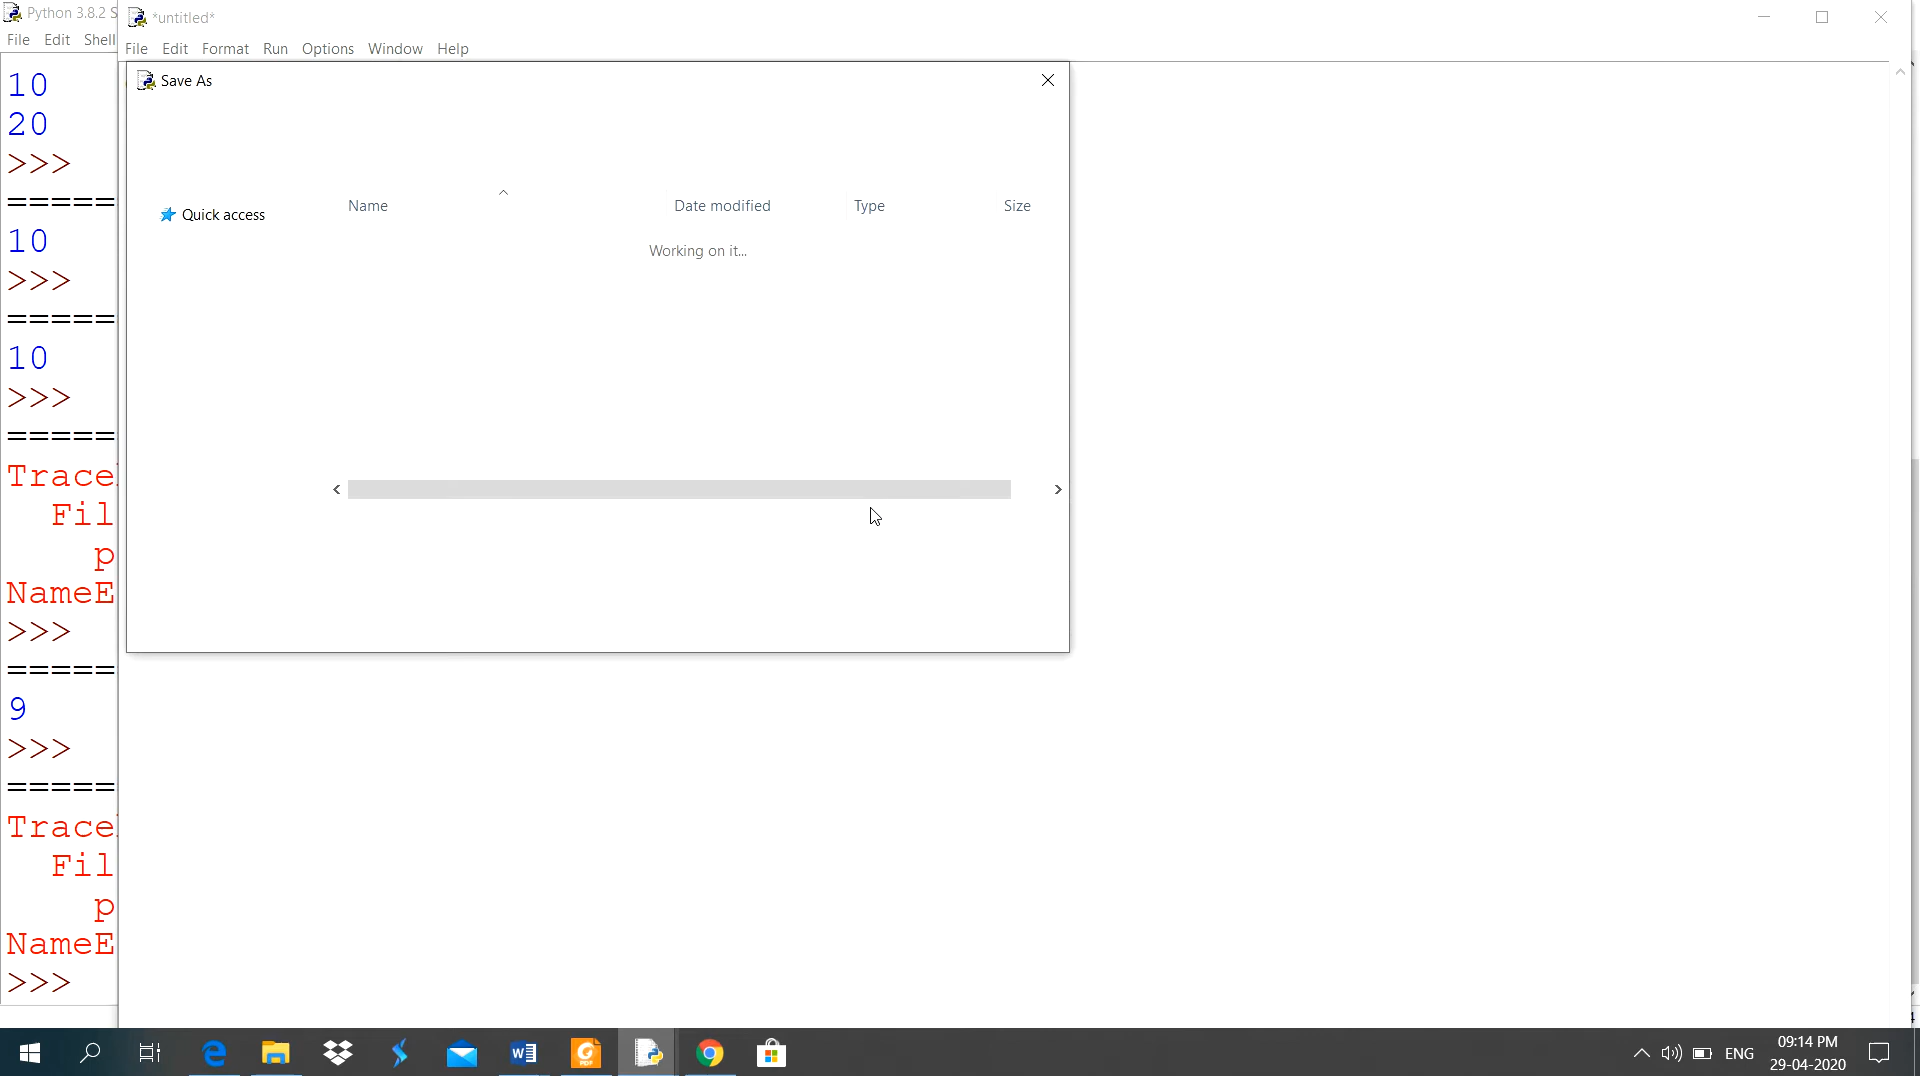 Python 3.8.2 S
File Edit Shell
10
20
>>>
======
10
>>>
======
10
>>>
======
Trace
Fil
p
NameE
>>>
======
9
>>>
======
Trace
Fil
p
NameE
>>>
*untitled*
File Edit Format Run Options Window Help
Save As
Quick access
Name Date modified Type Size
Working on it...
ENG
09:14 PM
29-04-2020